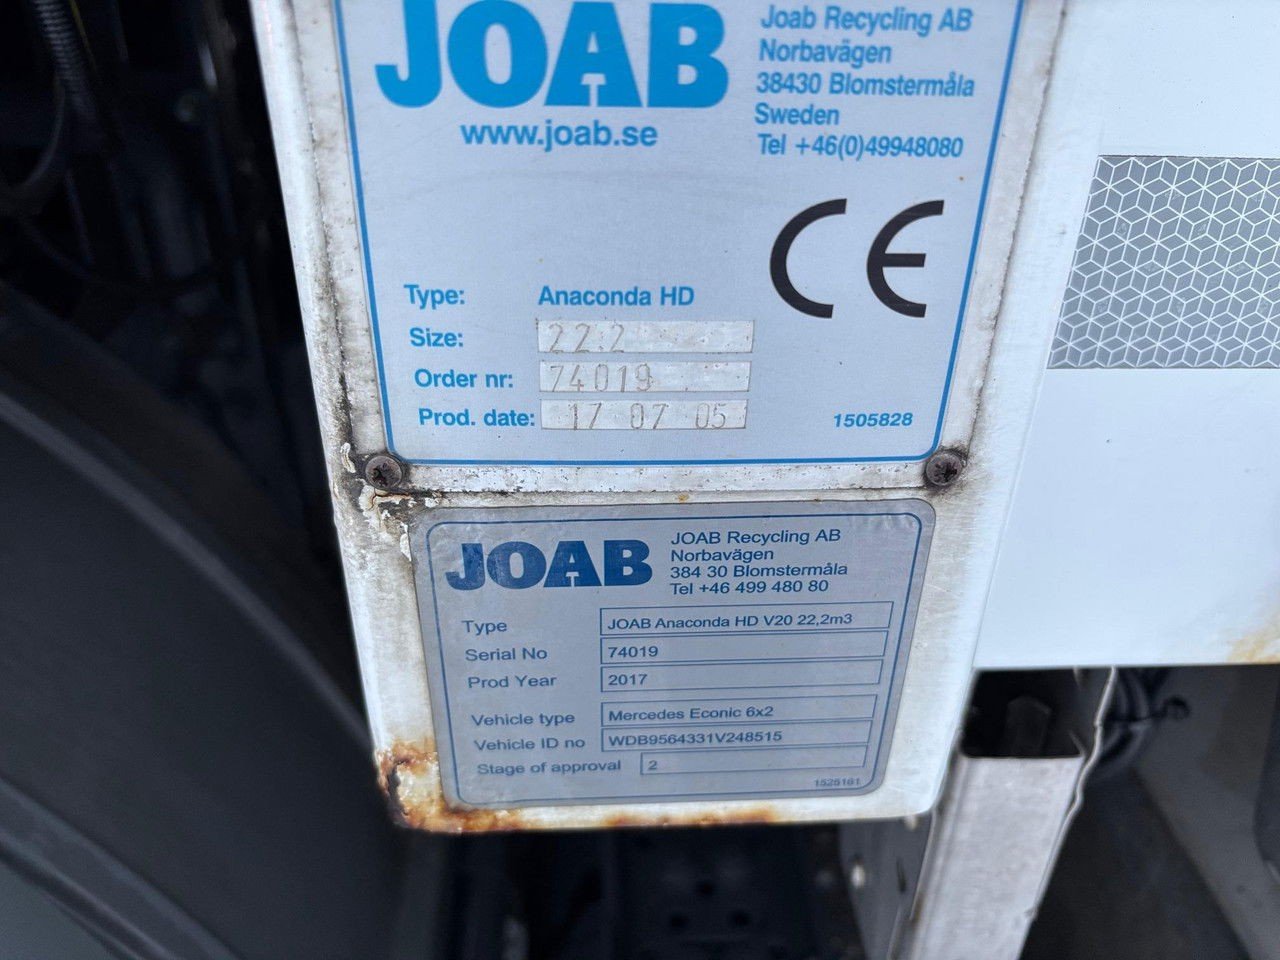 JOAB
www.joab.se
Joab Recycling AB
Norbavägen
38430 Blomstermåla
Sweden
Tel +46(0)49948080
CE
Type: Anaconda HD
Size: 22.2
Order nr: 74019
Prod. date: 17 07 05
1505828
JOAB
JOAB Recycling AB
Norbavägen
384 30 Blomstermåla
Tel +46 499 480 80
Type JOAB Anaconda HD V20 22,2m3
Serial No 74019
Prod Year 2017
Vehicle type Mercedes Econic 6x2
Vehicle ID no WDB9564331V248515
Stage of approval 2
1525161